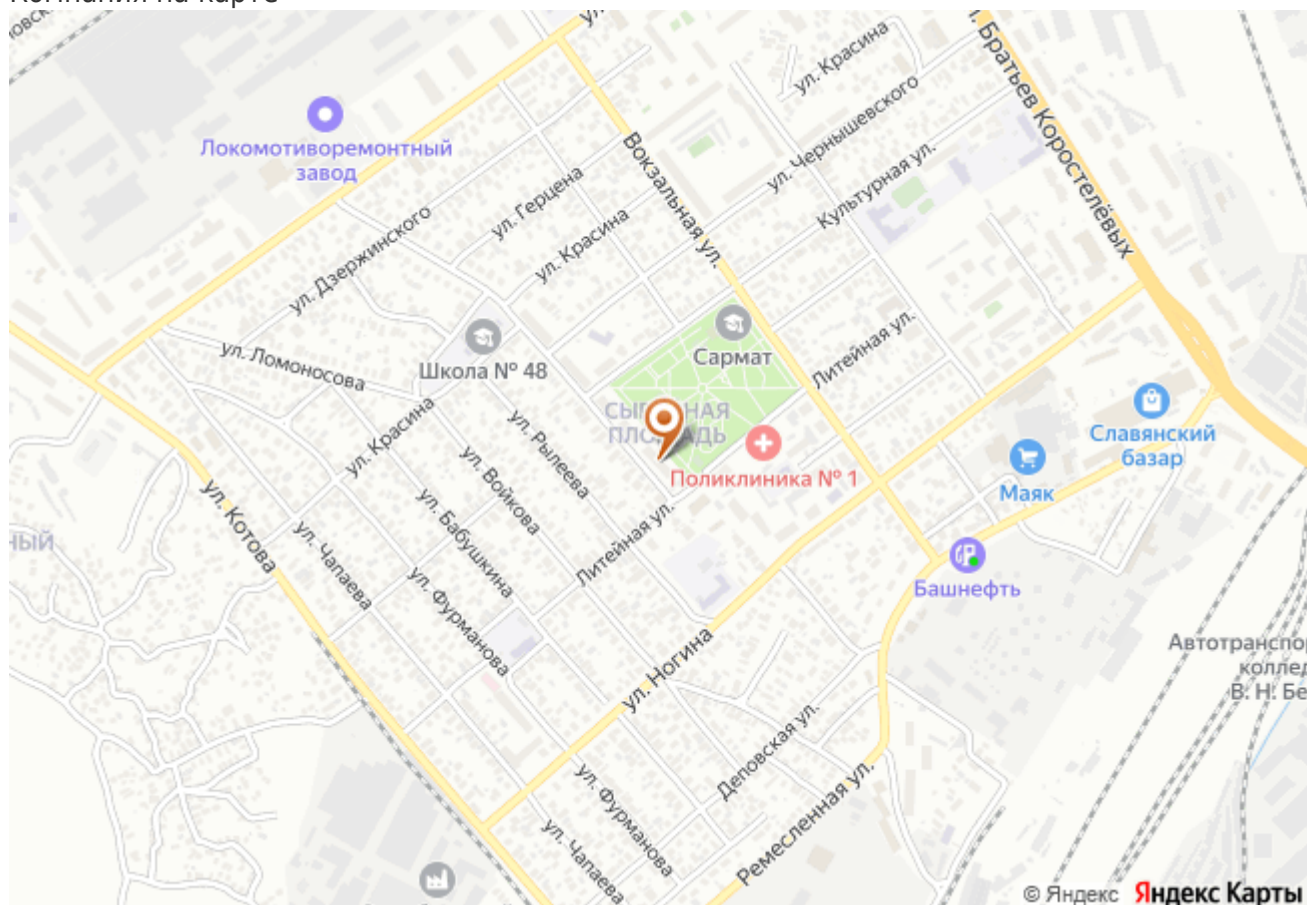 Компания на карте
ул. Красина
Братьев Коростелёвых
Локомотиворемонтный
завод
Вокзальная ул.
ул. Чернышевского
Культурная ул.
ул. Герцена
ул. Красина
ул. Дзержинского
Сармат
Литейная ул.
ул. Ломоносова
Школа № 48
ул. Красина
ул. Рылеева
Славянский
базар
Поликлиника № 1
Маяк
ул. Войкова
ул. Котова
ул. Бабушкина
ул. Чапаева
Литейная ул.
ул. Фурманова
Башнефть
ул. Ногина
Деповская ул.
ул. Фурманова
ул. Чапаева
Ремесленная ул.
© Яндекс Яндекс Карты